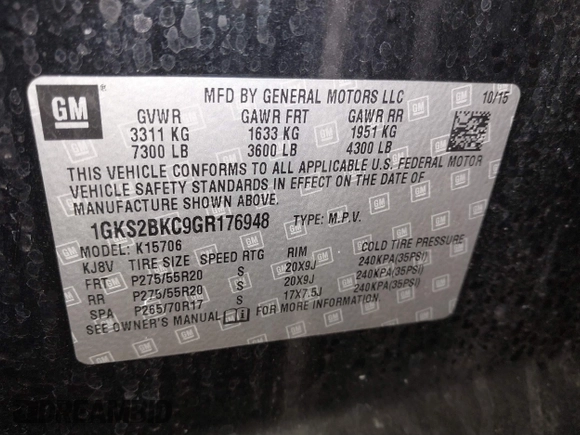 GM
MFD BY GENERAL MOTORS LLC 10/15
GVWR GAWR FRT GAWR RR
3311 KG 1633 KG 1951 KG
7300 LB 3600 LB 4300 LB
THIS VEHICLE CONFORMS TO ALL APPLICABLE U.S. FEDERAL MOTOR
VEHICLE SAFETY STANDARDS IN EFFECT ON THE DATE OF
MANUFACTURE SHOWN ABOVE.
1GKS2BKC9GR176948 TYPE: M.P.V.
MODEL: K15706
KJ8V TIRE SIZE SPEED RTG RIM COLD TIRE PRESSURE
FRT P275/55R20 S 20X9J 240KPA(35PSI)
RR P275/55R20 S 20X9J 240KPA(35PSI)
SPA P265/70R17 S 17X7.5J 240KPA(35PSI)
SEE OWNER'S MANUAL FOR MORE INFORMATION.